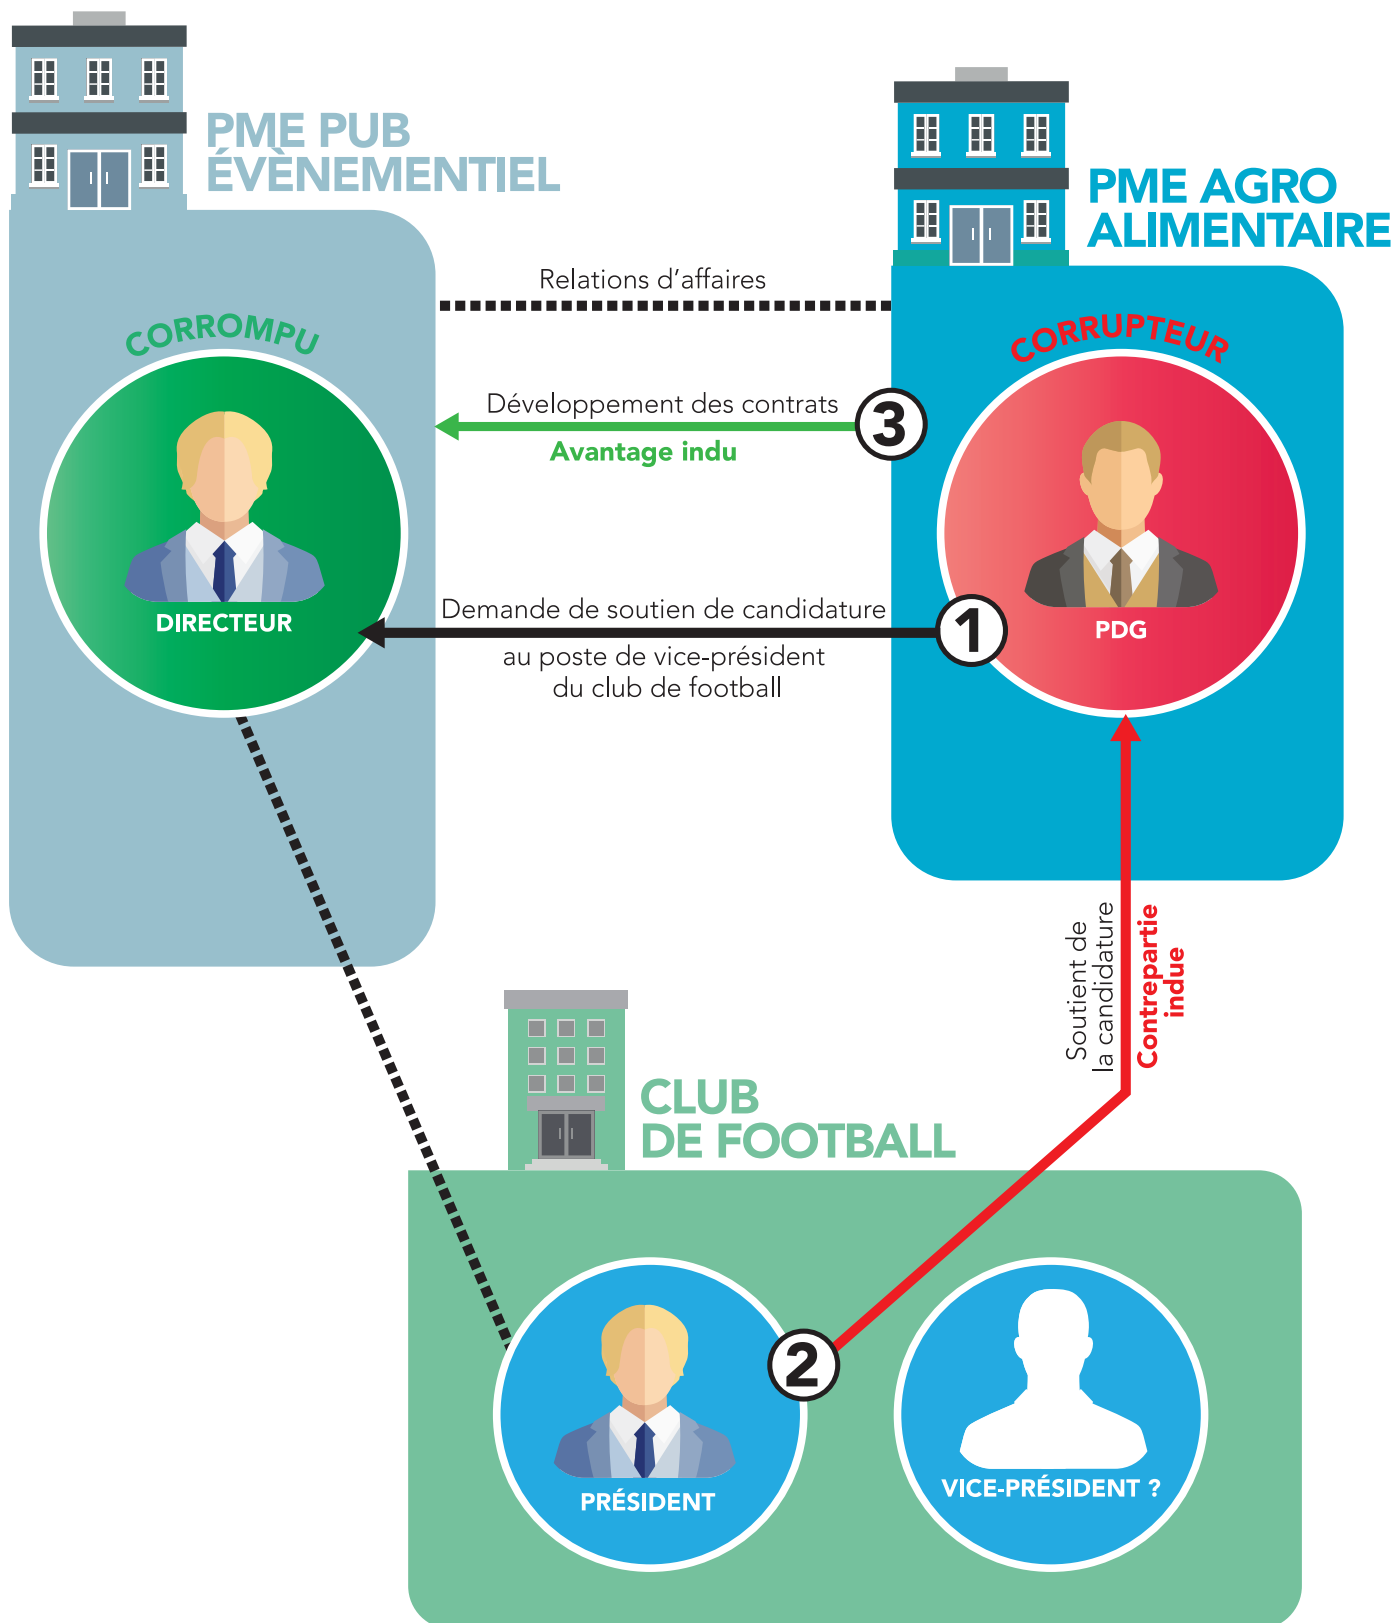 PME PUB
ÉVÈNEMENTIEL
PME AGRO
ALIMENTAIRE
Relations d’affaires
CORROMPU
CORRUPTEUR
Développement des contrats
3
Avantage indu
DIRECTEUR
Demande de soutien de candidature
1
PDG
au poste de vice-président
du club de football
Soutient de
la candidature
Contrepartie
indue
CLUB
DE FOOTBALL
2
PRÉSIDENT
VICE-PRÉSIDENT ?